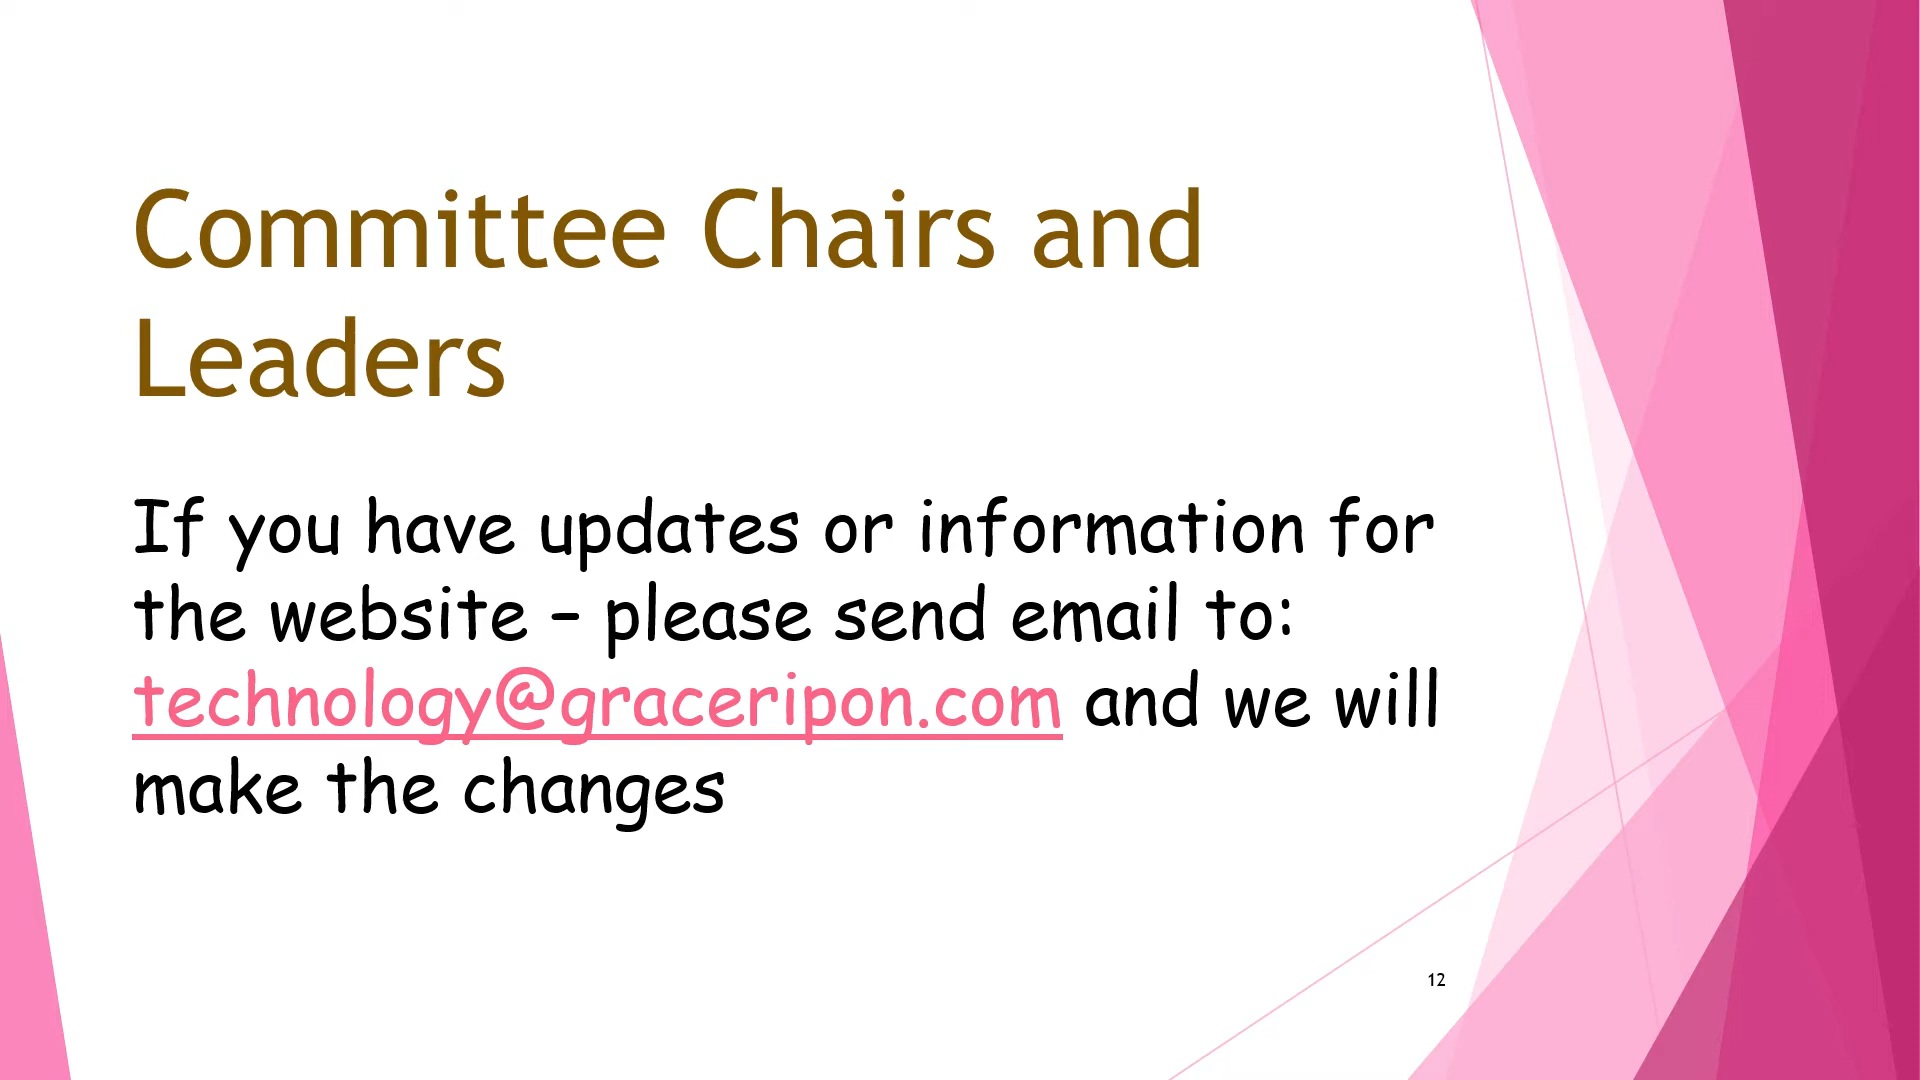 Committee Chairs and
Leaders
If you have updates or information for
the website – please send email to:
technology@graceripon.com and we will
make the changes
12